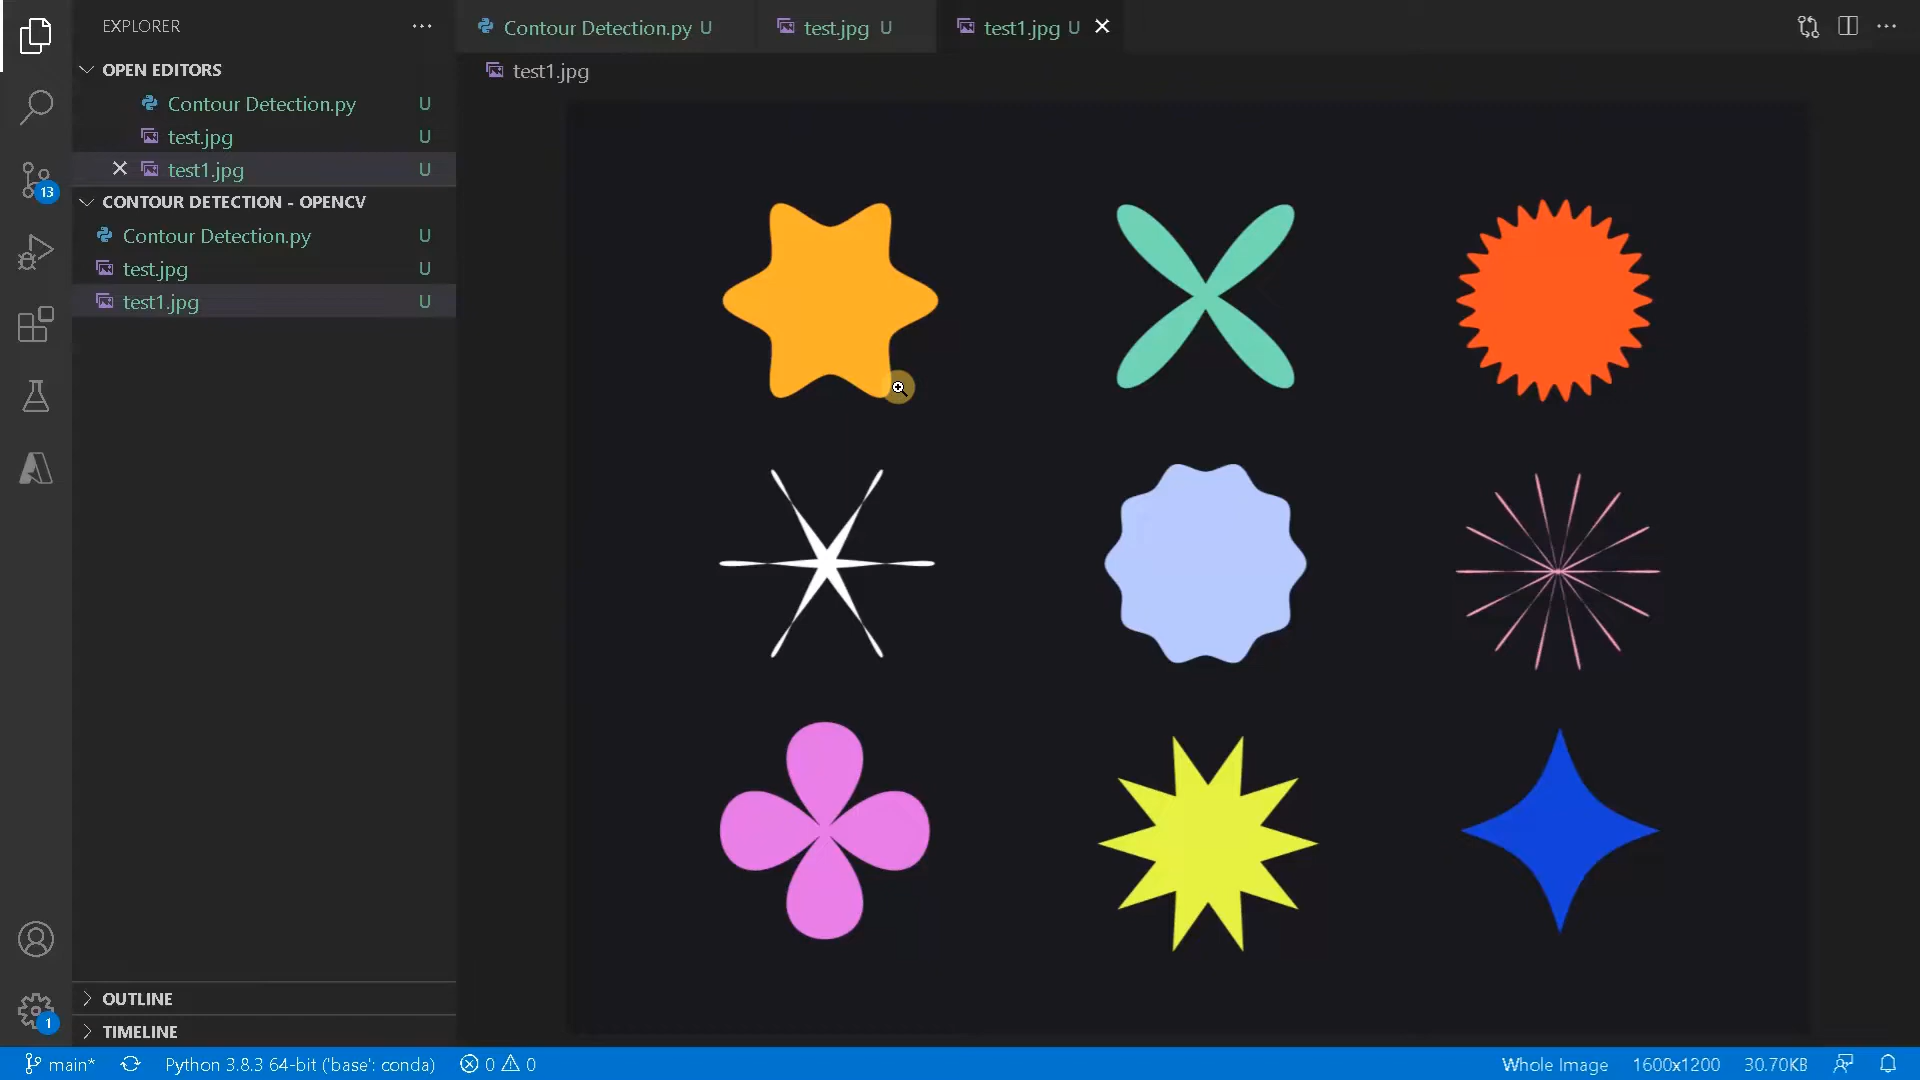 EXPLORER
OPEN EDITORS
Contour Detection.py U
test.jpg U
test1.jpg U
CONTOUR DETECTION - OPENCV
Contour Detection.py U
test.jpg U
test1.jpg U
OUTLINE
TIMELINE
Contour Detection.py U test.jpg U test1.jpg U
test1.jpg
13
1
main* Python 3.8.3 64-bit ('base': conda) 0 0 Whole Image 1600x1200 30.70KB